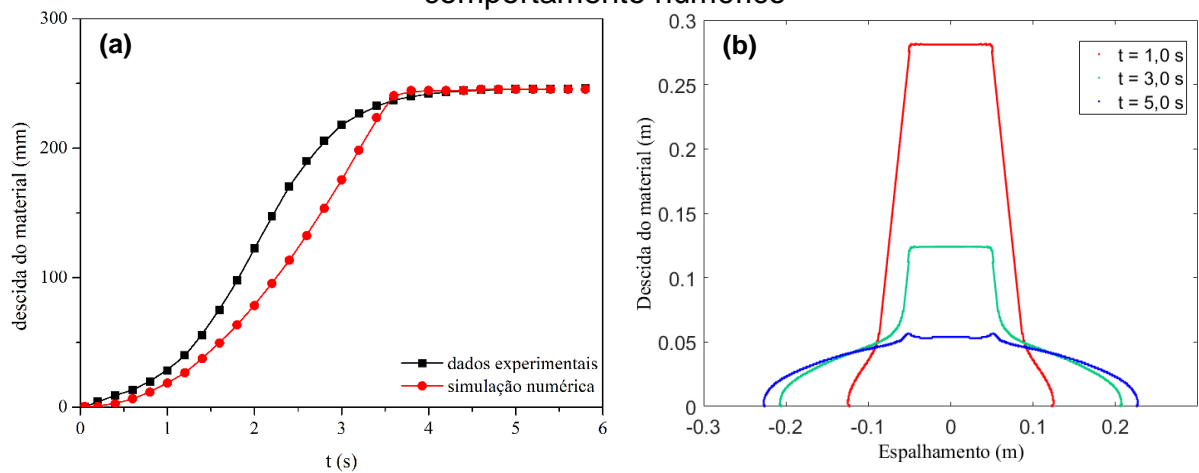 comportamento numérico
(a)
300
200
100
0
0
1
2
3
4
5
6
descida do material (mm)
t (s)
dados experimentais
simulação numérica
(b)
0.3
0.25
0.2
0.15
0.1
0.05
0
-0.3
-0.2
-0.1
0
0.1
0.2
Descida do material (m)
Espalhamento (m)
t = 1,0 s
t = 3,0 s
t = 5,0 s